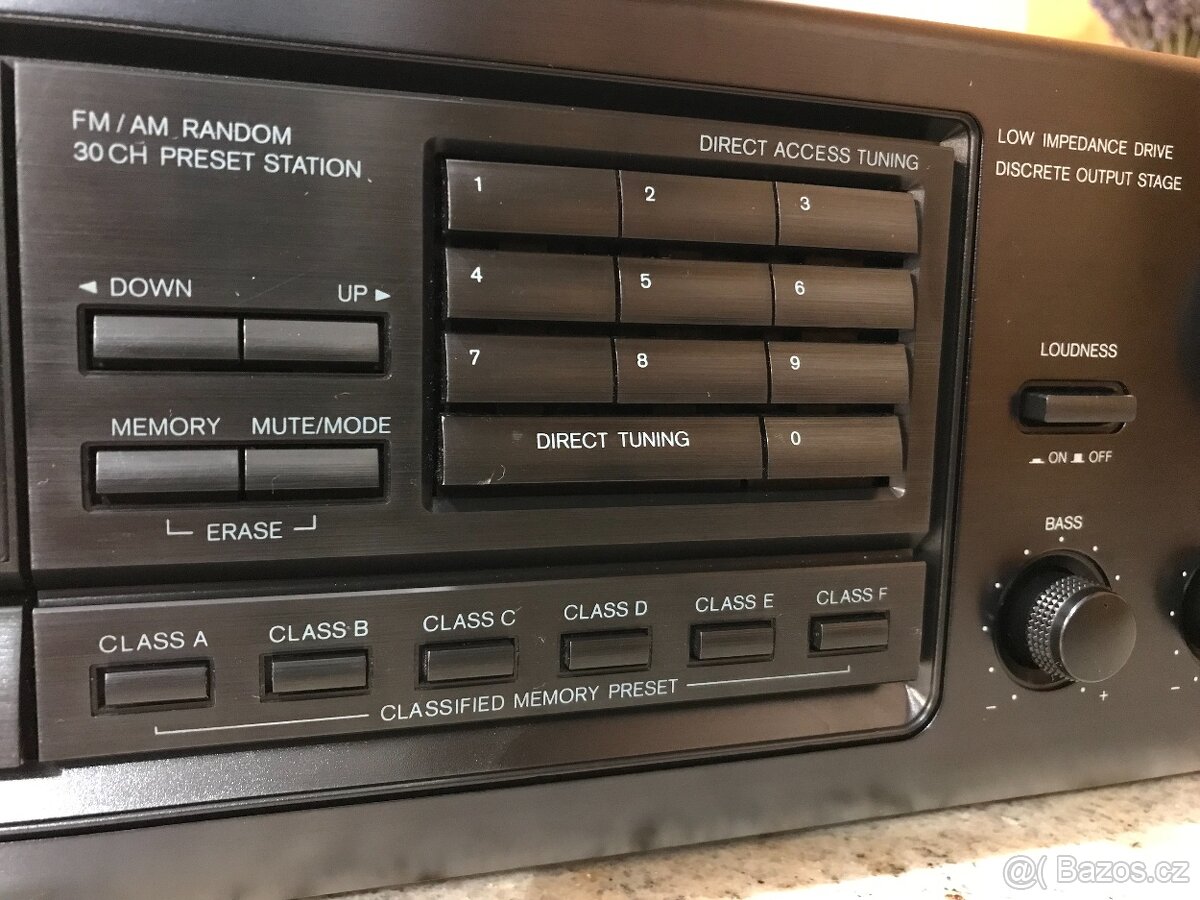 FM / AM RANDOM
30 CH PRESET STATION
DIRECT ACCESS TUNING
1 2 3
4 5 6
7 8 9
DIRECT TUNING 0
◄ DOWN UP ►
MEMORY MUTE/MODE
ERASE
CLASS A CLASS B CLASS C CLASS D CLASS E CLASS F
CLASSIFIED MEMORY PRESET
LOW IMPEDANCE DRIVE
DISCRETE OUTPUT STAGE
LOUDNESS
ON OFF
BASS
- +
-
@( Bazos.cz